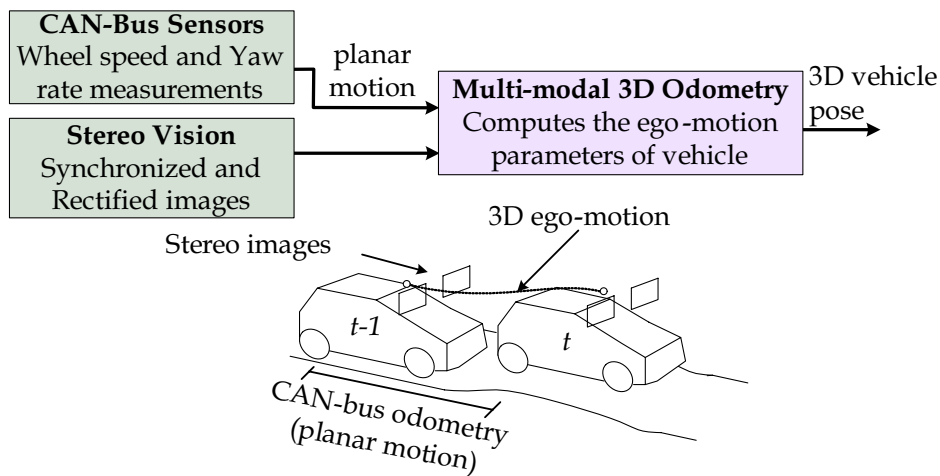 CAN-Bus Sensors
Wheel speed and Yaw
rate measurements
planar
motion
Stereo Vision
Synchronized and
Rectified images
Multi-modal 3D Odometry
Computes the ego-motion
parameters of vehicle
3D vehicle
pose
3D ego-motion
Stereo images
t-1
t
CAN-bus odometry
(planar motion)